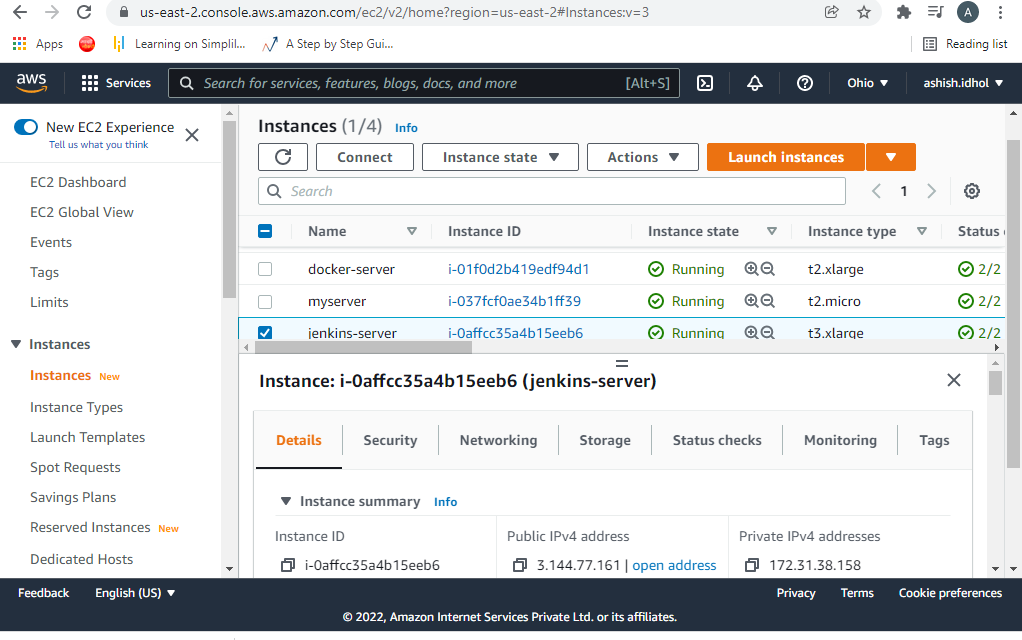 us-east-2.console.aws.amazon.com/ec2/v2/home?region=us-east-2#Instances:v=3
A
Apps
Learning on Simplil...
A Step by Step Gui...
Reading list
aws
Services
Search for services, features, blogs, docs, and more
[Alt+S]
Ohio
ashish.idhol
New EC2 Experience
Tell us what you think
EC2 Dashboard
EC2 Global View
Events
Tags
Limits
Instances
Instances New
Instance Types
Launch Templates
Spot Requests
Savings Plans
Reserved Instances New
Dedicated Hosts
Instances (1/4) Info
Connect
Instance state
Actions
Launch instances
Search
1
Name Instance ID Instance state Instance type Status
docker-server i-01f0d2b419edf94d1 Running t2.xlarge 2/2
myserver i-037fcf0ae34b1ff39 Running t2.micro 2/2
jenkins-server i-0affcc35a4b15eeb6 Running t3.xlarge 2/2
Instance: i-0affcc35a4b15eeb6 (jenkins-server)
Details Security Networking Storage Status checks Monitoring Tags
Instance summary Info
Instance ID Public IPv4 address Private IPv4 addresses
i-0affcc35a4b15eeb6 3.144.77.161 | open address 172.31.38.158
Feedback English (US) Privacy Terms Cookie preferences
© 2022, Amazon Internet Services Private Ltd. or its affiliates.